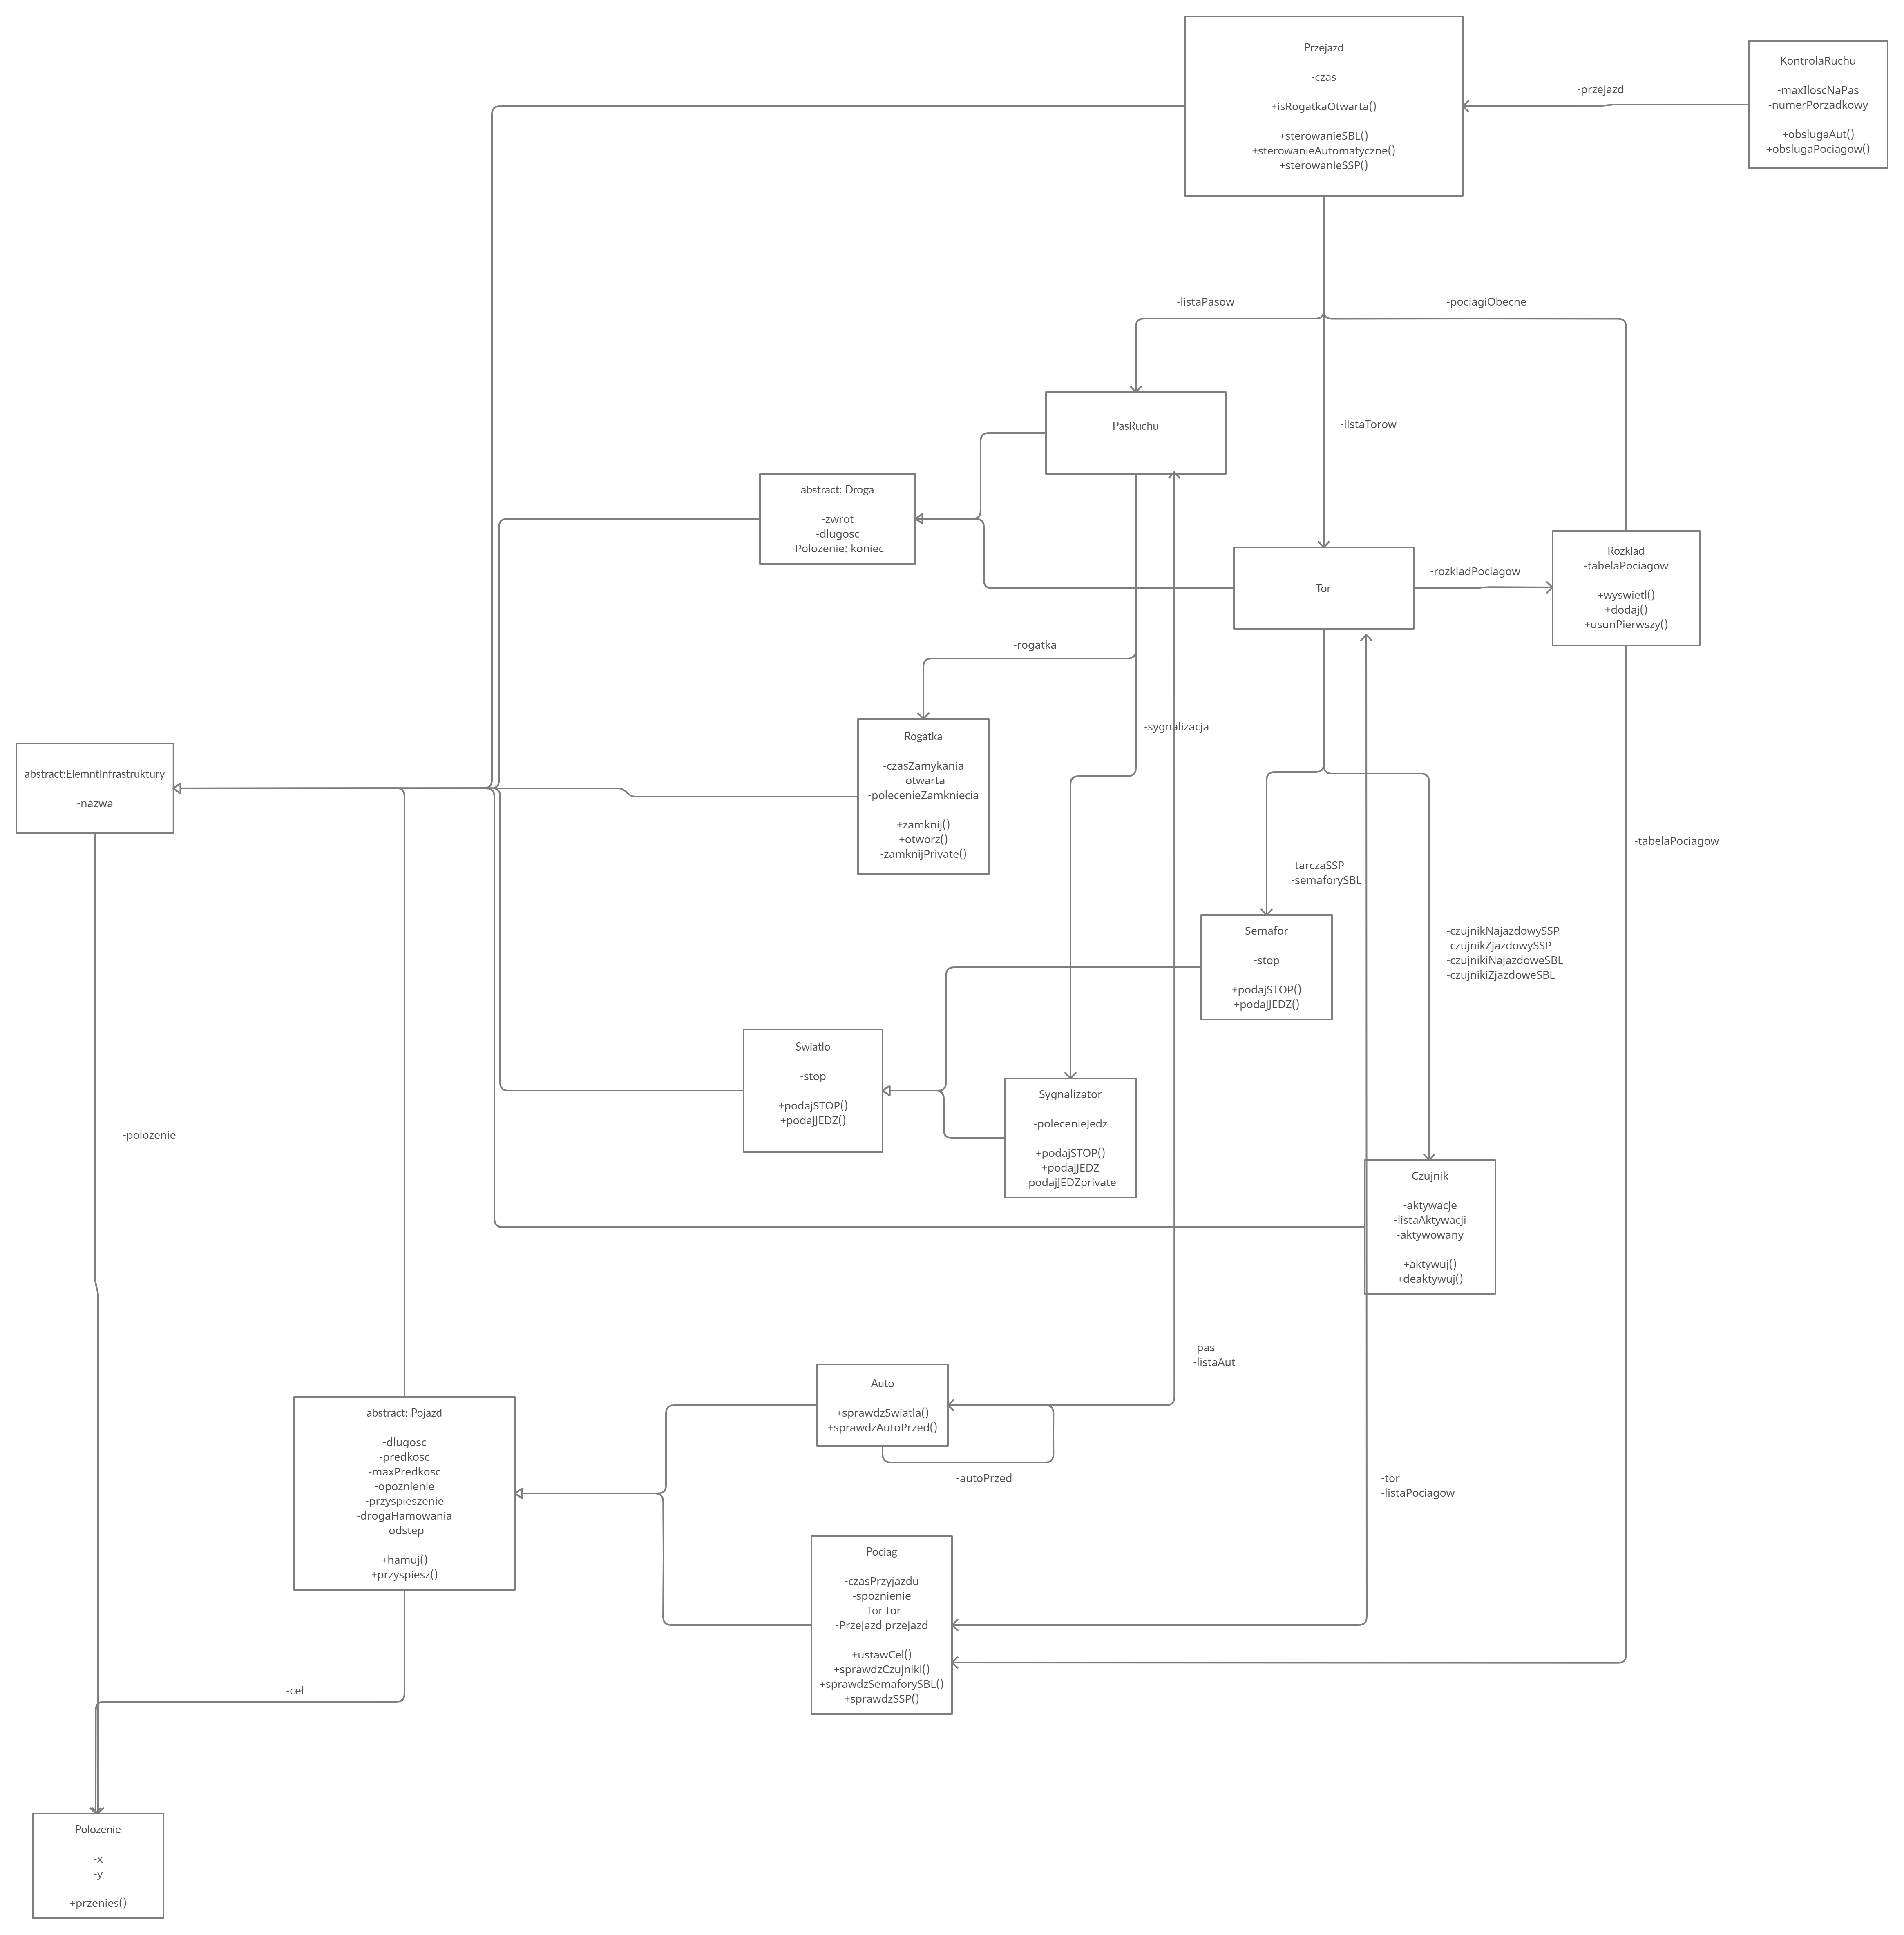 Przejazd
-czas
+isRogatkaOtwarta()
+sterowanieSBL()
+sterowanieAutomatyczne()
+sterowanieSSP()
-przejazd
KontrolaRuchu
-maxIloscNaPas
-numerPorzadkowy
+obslugaAut()
+obslugaPociagow()
-listaPasow
-pociagiObecne
PasRuchu
-listaTorow
abstract: Droga
-zwrot
-dlugosc
-Polozenie: koniec
Tor
-rozkladPociagow
Rozklad
-tabelaPociagow
+wyswietl()
+dodaj()
+usunPierwszy()
-rogatka
-sygnalizacja
Rogatka
-czasZamykania
-otwarta
-polecenieZamkniecia
+zamknij()
+otworz()
-zamknijPrivate()
abstract:ElemntInfrastruktury
-nazwa
-tabelaPociagow
-tarczaSSP
-semaforySBL
Semafor
-stop
+podajSTOP()
+podajJEDZ()
-czujnikNajazdowySSP
-czujnikZjazdowySSP
-czujnikiNajazdoweSBL
-czujnikiZjazdoweSBL
Swiatlo
-stop
+podajSTOP()
+podajJEDZ()
Sygnalizator
-polecenieJedz
+podajSTOP()
+podajJEDZ
-podajJEDZprivate
-polozenie
Czujnik
-aktywacje
-listaAktywacji
-aktywowany
+aktywuj()
+deaktywuj()
-pas
-listaAut
Auto
+sprawdzSwiatla()
+sprawdzAutoPrzed()
-autoPrzed
abstract: Pojazd
-dlugosc
-predkosc
-maxPredkosc
-opoznienie
-przyspieszenie
-drogaHamowania
-odstep
+hamuj()
+przyspiesz()
-tor
-listaPociagow
Pociag
-czasPrzyjazdu
-spoznienie
-Tor tor
-Przejazd przejazd
+ustawCel()
+sprawdzCzujniki()
+sprawdzSemaforySBL()
+sprawdzSSP()
-cel
Polozenie
-x
-y
+przenies()